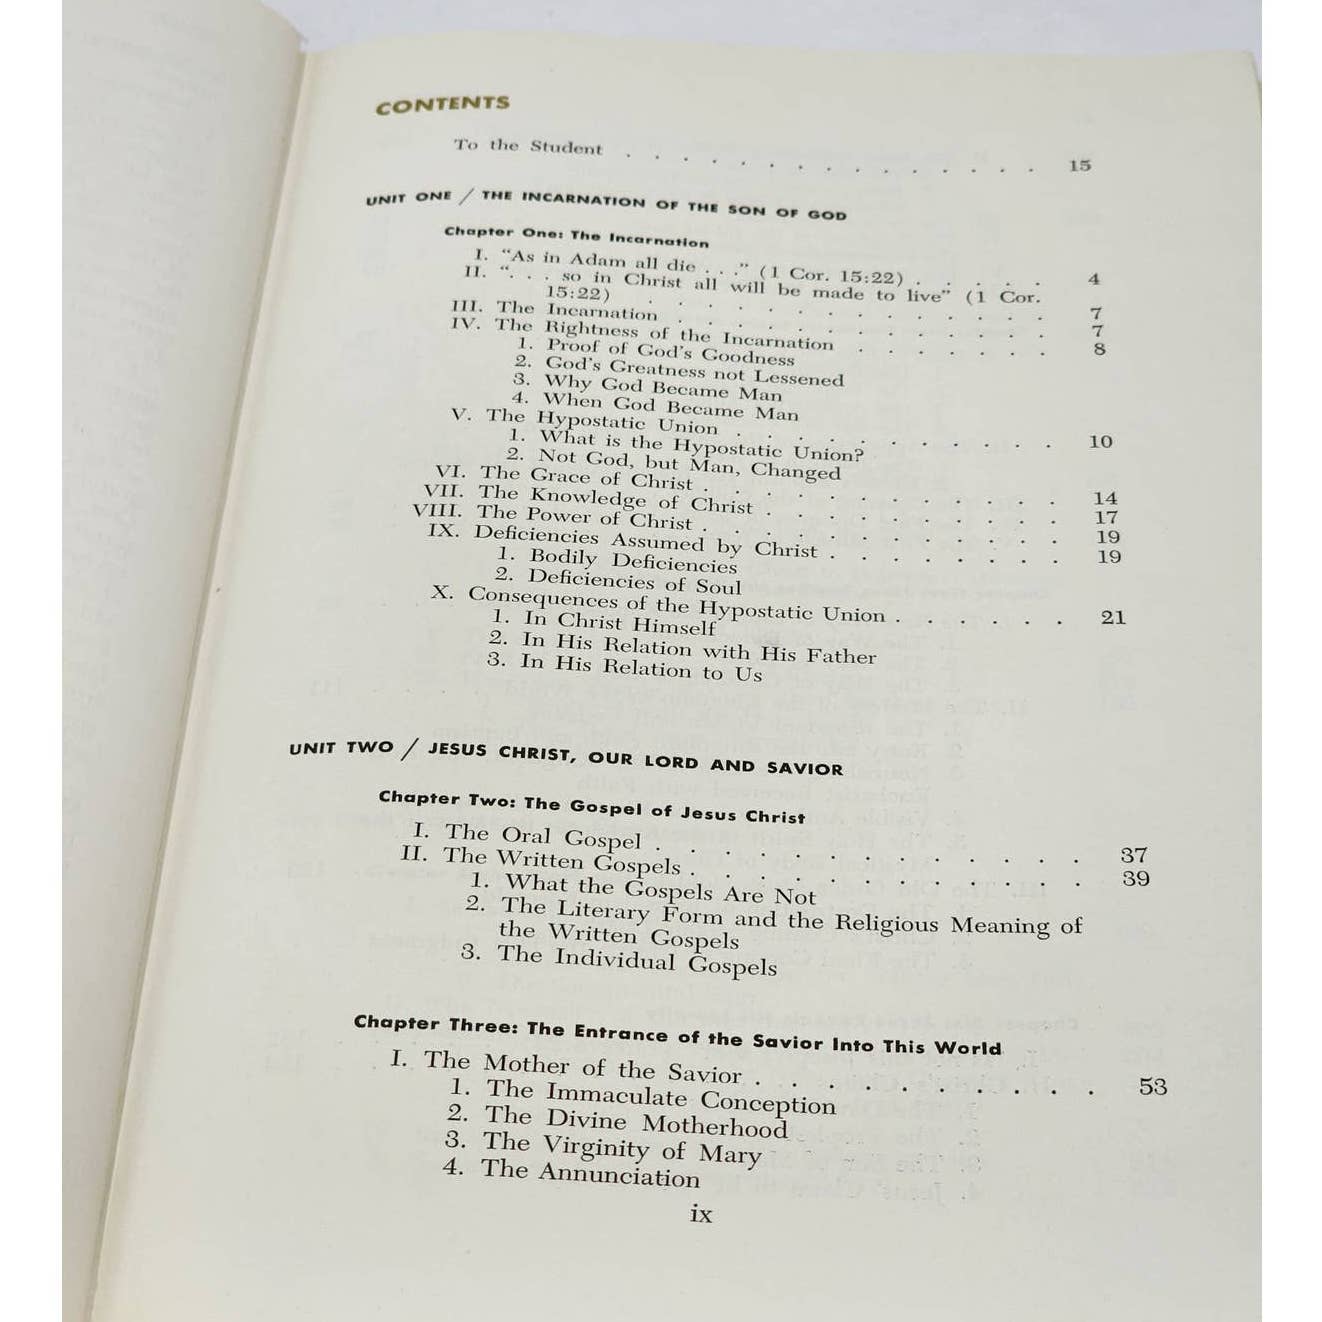 CONTENTS
To the Student . . . . . . . . . . . . . . . 15
UNIT ONE / THE INCARNATION OF THE SON OF GOD
Chapter One: The Incarnation
I. "As in Adam all die . . ." (1 Cor. 15:22) . . . . . 4
II. ". . . so in Christ all will be made to live" (1 Cor.
15:22) . . . . . . . . . . . . . . 7
III. The Incarnation . . . . . . . . . . . . . 7
IV. The Rightness of the Incarnation . . . . . . . 8
1. Proof of God's Goodness
2. God's Greatness not Lessened
3. Why God Became Man
4. When God Became Man
V. The Hypostatic Union . . . . . . . . . . . 10
1. What is the Hypostatic Union?
2. Not God, but Man, Changed
VI. The Grace of Christ . . . . . . . . . . . . 14
VII. The Knowledge of Christ . . . . . . . . . . 17
VIII. The Power of Christ . . . . . . . . . . . . 19
IX. Deficiencies Assumed by Christ . . . . . . . . 19
1. Bodily Deficiencies
2. Deficiencies of Soul
X. Consequences of the Hypostatic Union . . . . . . 21
1. In Christ Himself
2. In His Relation with His Father
3. In His Relation to Us
UNIT TWO / JESUS CHRIST, OUR LORD AND SAVIOR
Chapter Two: The Gospel of Jesus Christ
I. The Oral Gospel . . . . . . . . . . . . . 37
II. The Written Gospels . . . . . . . . . . . . 39
1. What the Gospels Are Not
2. The Literary Form and the Religious Meaning of
the Written Gospels
3. The Individual Gospels
Chapter Three: The Entrance of the Savior Into This World
I. The Mother of the Savior . . . . . . . . . . 53
1. The Immaculate Conception
2. The Divine Motherhood
3. The Virginity of Mary
4. The Annunciation
ix